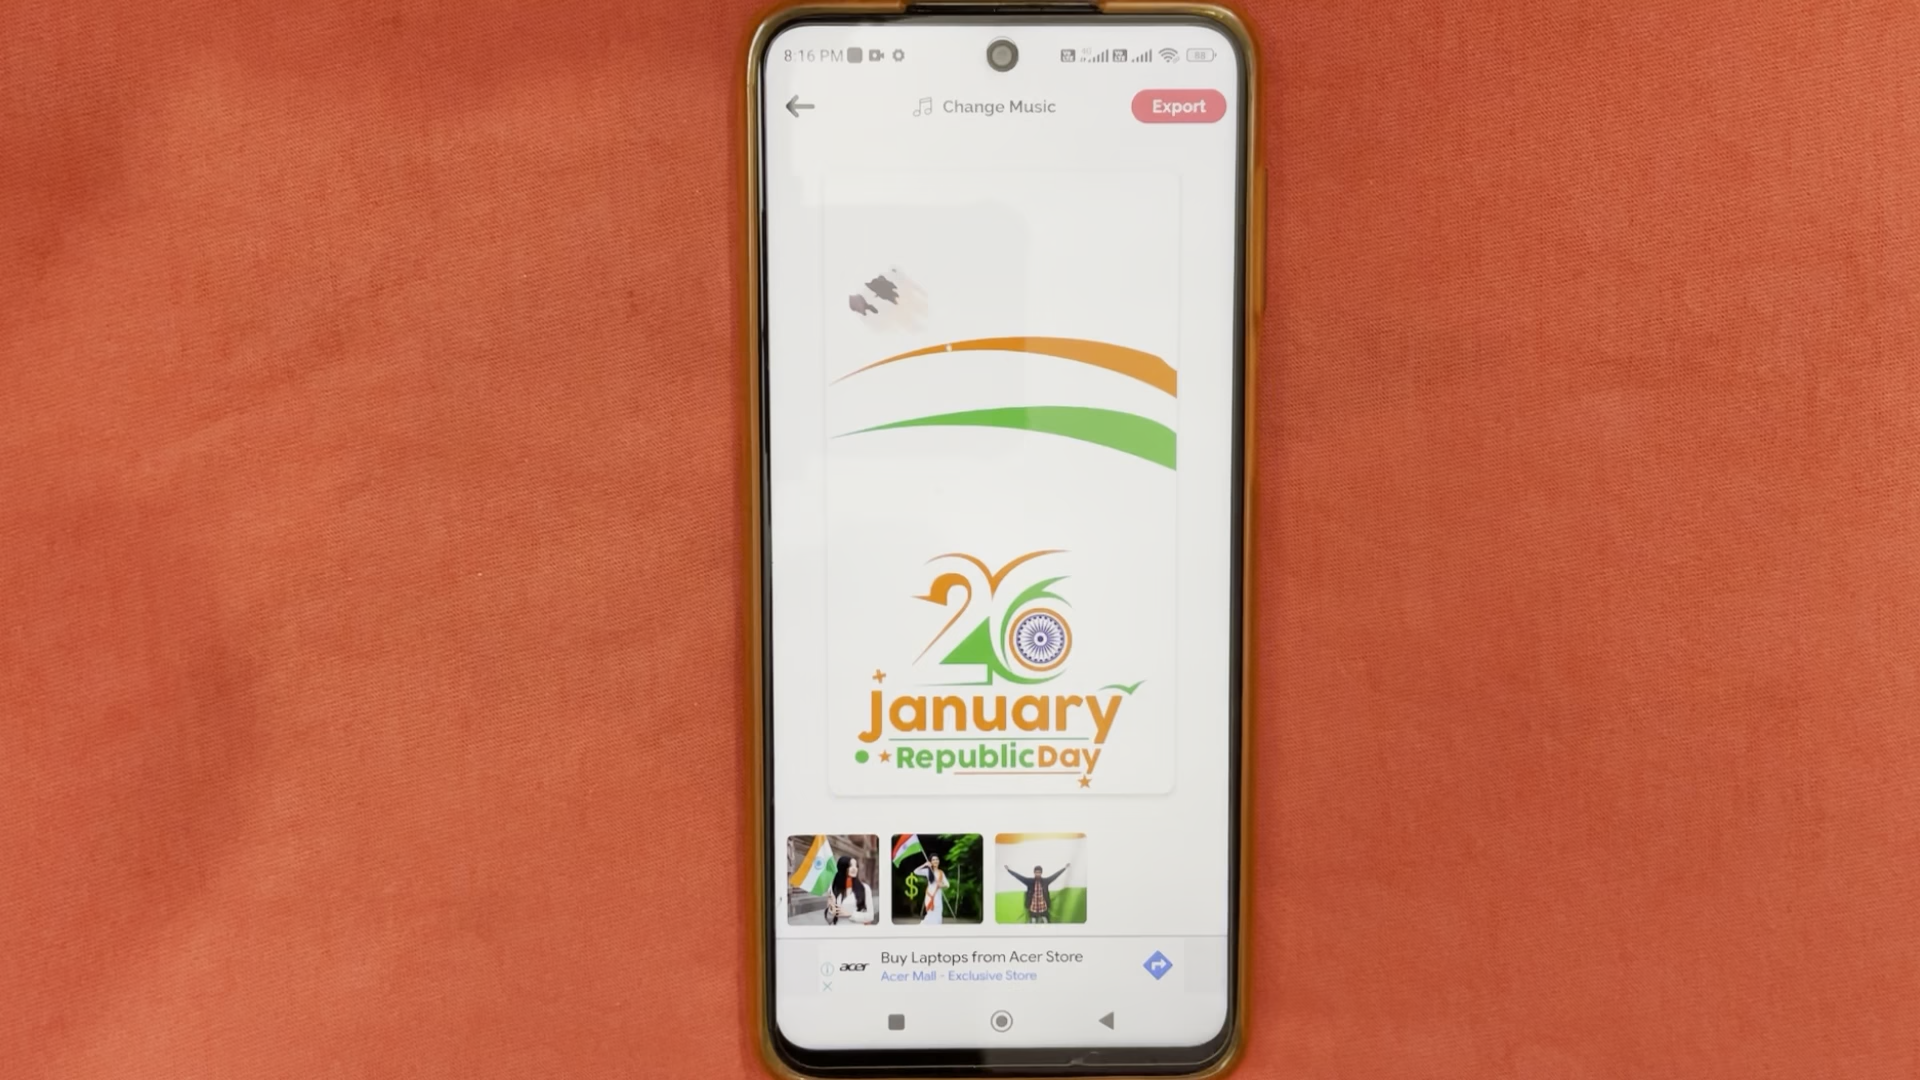 8:16 PM
88
Change Music
Export
26
january
RepublicDay
$
acer
Buy Laptops from Acer Store
Acer Mall - Exclusive Store